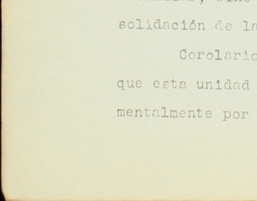 solidación de la
Corolario
que esta unidad
mentalmente por